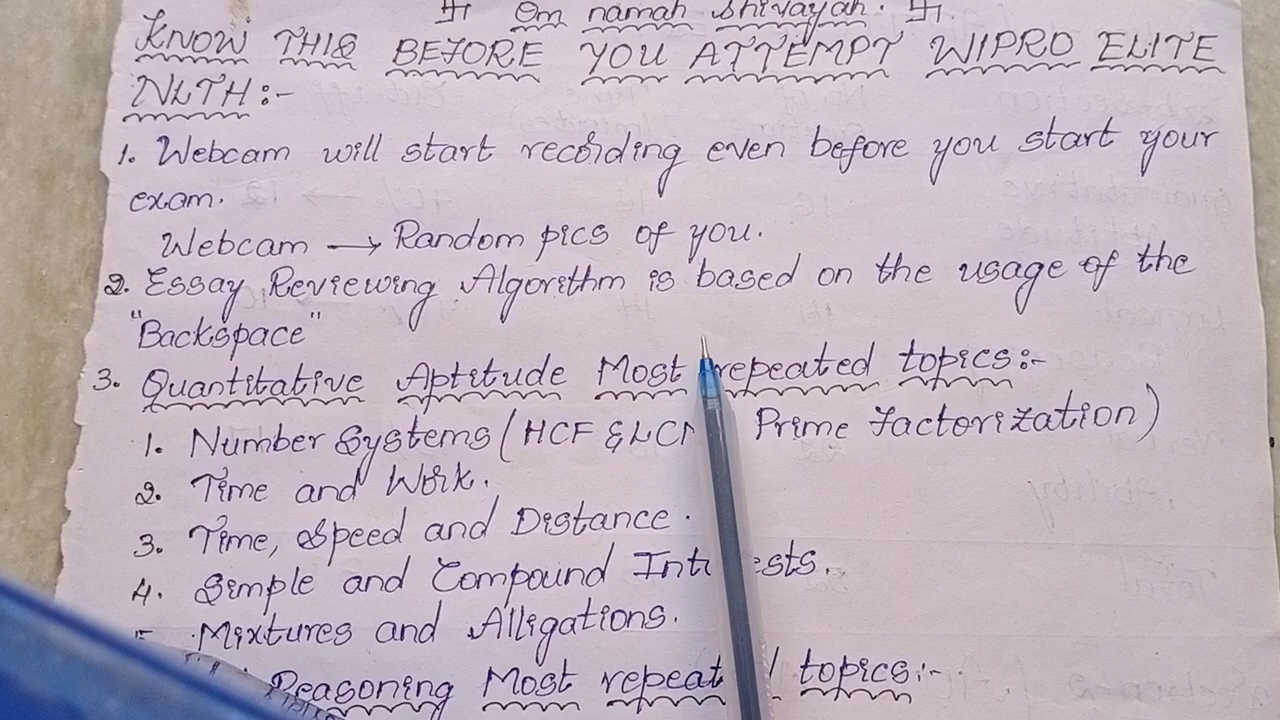 卐 Om namah Shivayah. 卐
KNOW THIS BEFORE YOU ATTEMPT WIPRO ELITE
NLTH:-
1. Webcam will start recording even before you start your
exam.
Webcam → Random pics of you.
2. Essay Reviewing Algorithm is based on the usage of the
"Backspace"
3. Quantitative Aptitude Most repeated topics:-
1. Number Systems (HCF & Prime Factorization)
2. Time and Work.
3. Time, Speed and Distance.
4. Simple and Compound Interests.
5. Mixtures and Alligations.
Reasoning Most repeated topics:-